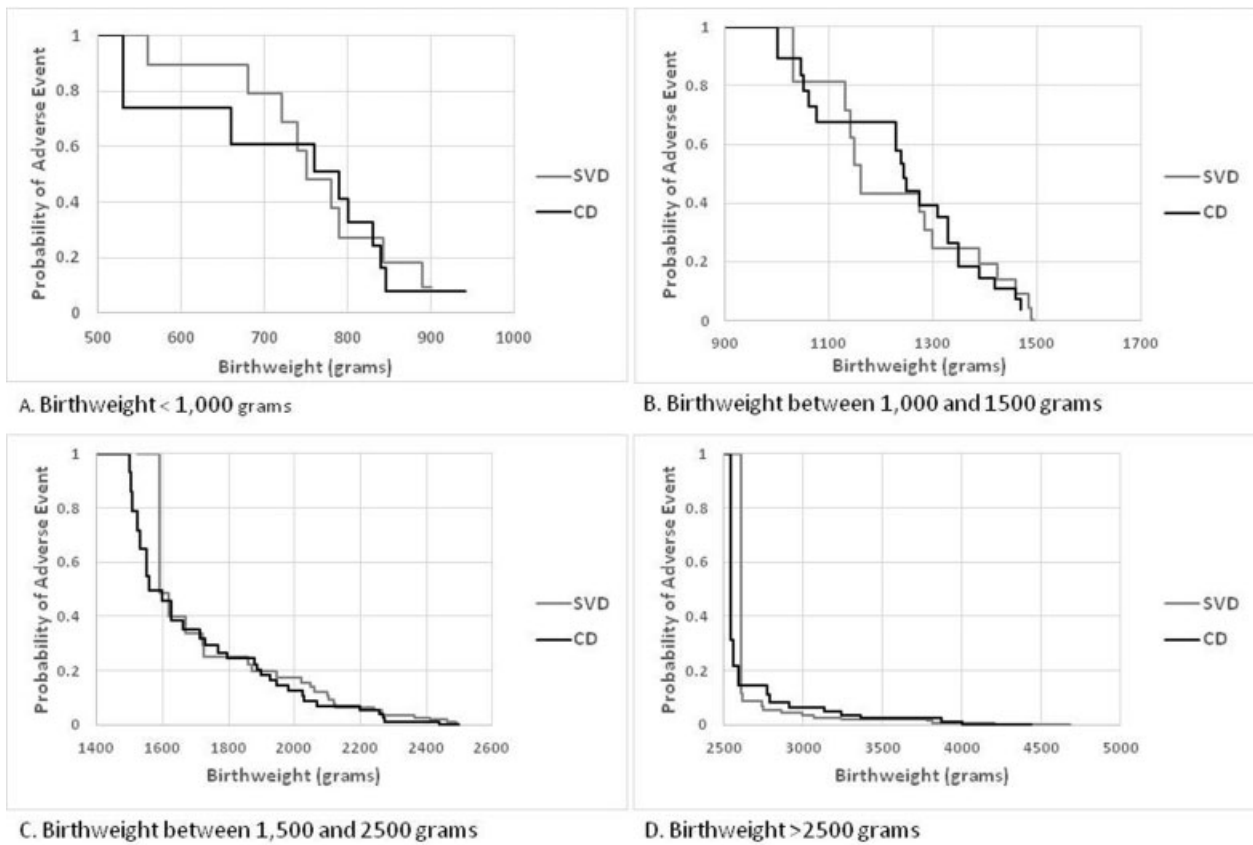 Probability of Adverse Event
1
0.8
0.6
0.4
0.2
0
500 600 700 800 900 1000
Birthweight (grams)
SVD
CD
A. Birthweight < 1,000 grams
Probability of Adverse Event
1
0.8
0.6
0.4
0.2
0
900 1100 1300 1500 1700
Birthweight (grams)
SVD
CD
B. Birthweight between 1,000 and 1500 grams
Probability of Adverse Event
1
0.8
0.6
0.4
0.2
0
1400 1600 1800 2000 2200 2400 2600
Birthweight (grams)
SVD
CD
C. Birthweight between 1,500 and 2500 grams
Probability of Adverse Event
1
0.8
0.6
0.4
0.2
0
2500 3000 3500 4000 4500 5000
Birthweight (grams)
SVD
CD
D. Birthweight >2500 grams